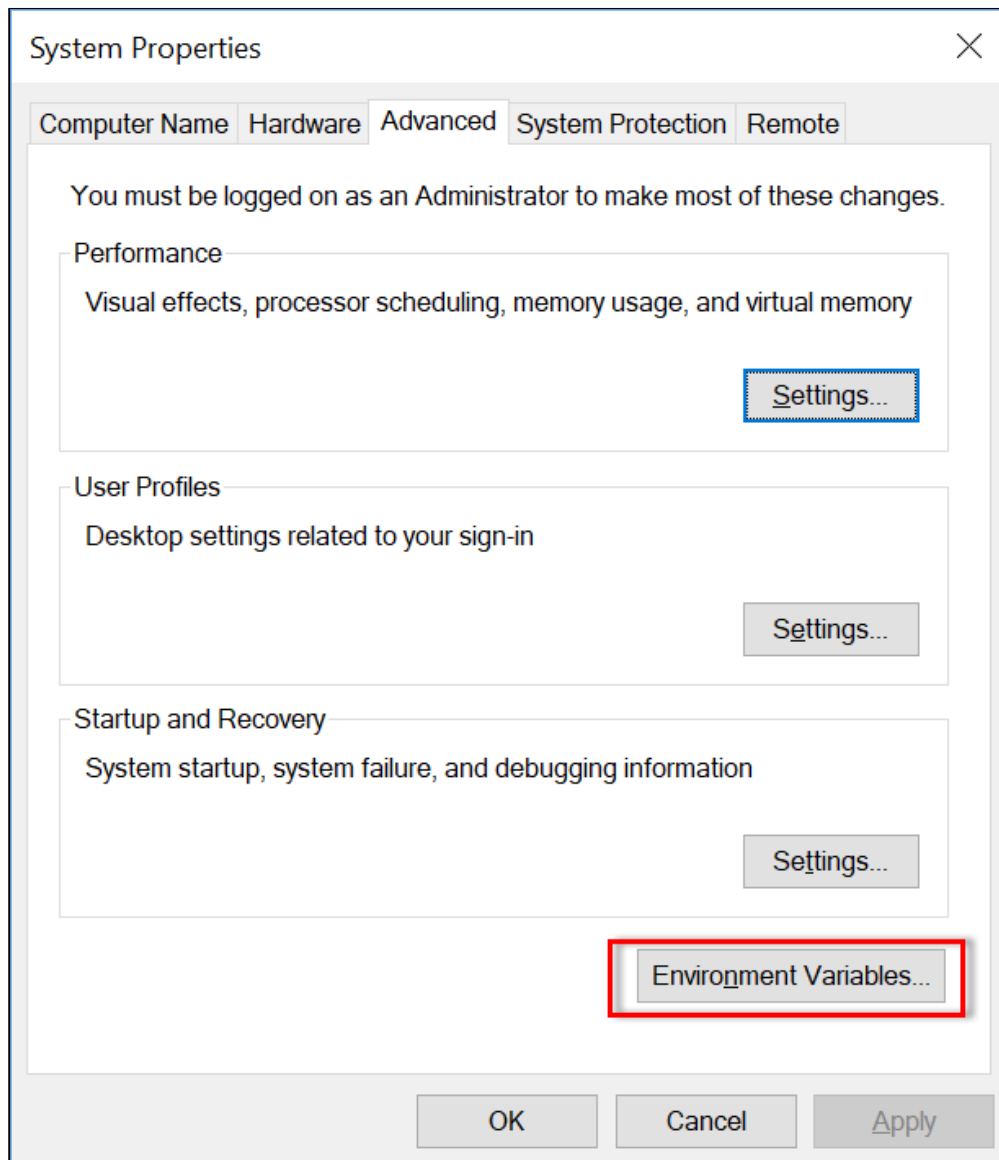 System Properties
Computer Name Hardware Advanced System Protection Remote
You must be logged on as an Administrator to make most of these changes.
Performance
Visual effects, processor scheduling, memory usage, and virtual memory
Settings...
User Profiles
Desktop settings related to your sign-in
Settings...
Startup and Recovery
System startup, system failure, and debugging information
Settings...
Environment Variables...
OK Cancel Apply